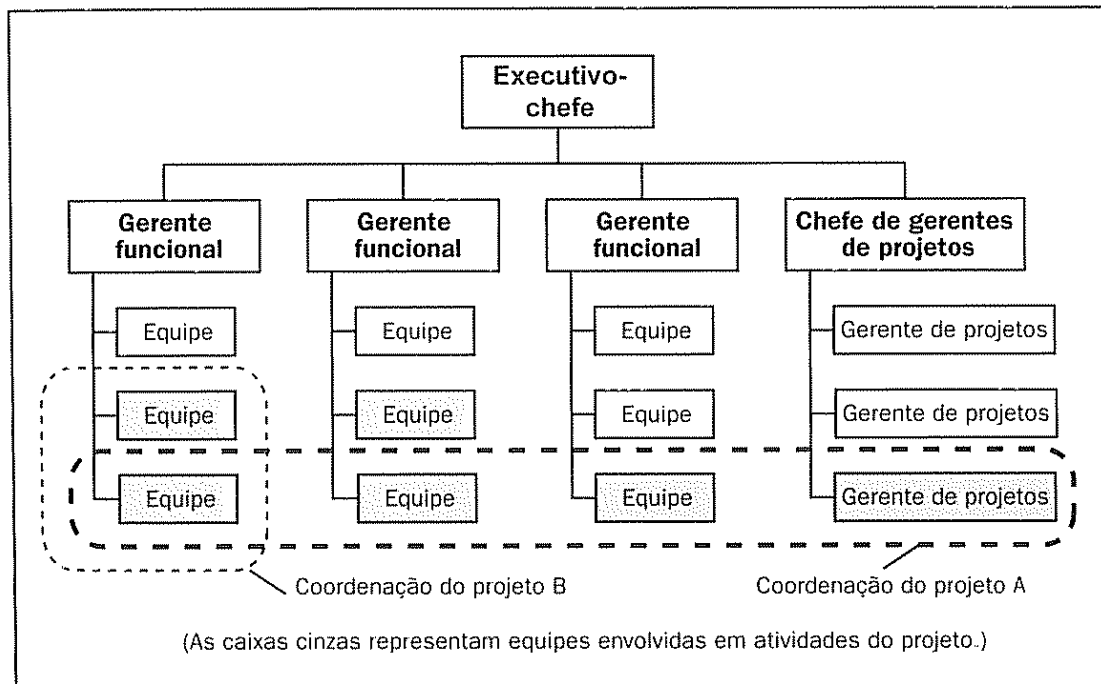 Executivo-
chefe
Gerente
funcional
Gerente
funcional
Gerente
funcional
Chefe de gerentes
de projetos
Equipe
Equipe
Equipe
Gerente de projetos
Equipe
Equipe
Equipe
Gerente de projetos
Equipe
Equipe
Equipe
Gerente de projetos
Coordenação do projeto B
Coordenação do projeto A
(As caixas cinzas representam equipes envolvidas em atividades do projeto.)